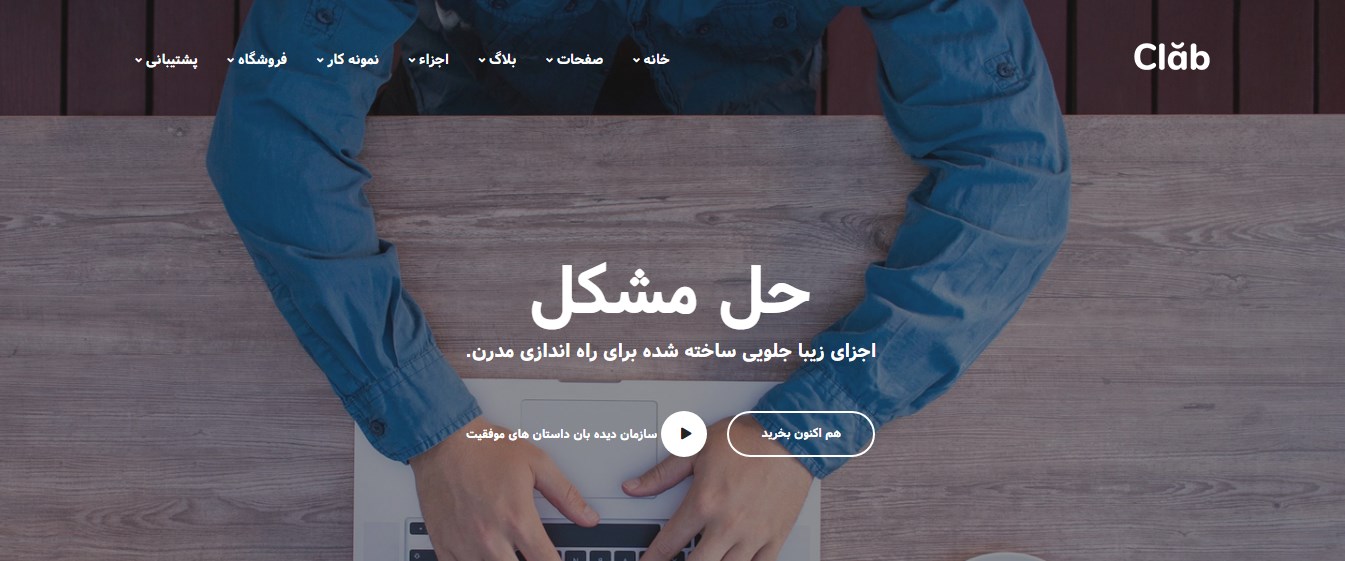 Clăb
خانه صفحات بلاگ اجزاء نمونه کار فروشگاه پشتیبانی
حل مشکل
اجزای زیبا جلویی ساخته شده برای راه اندازی مدرن.
هم اکنون بخرید سازمان دیده بان داستان های موفقیت